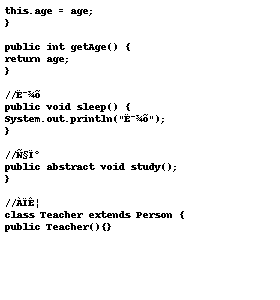 this.age = age;
}
public int getAge() {
return age;
}
//Ë¯¾õ
public void sleep() {
System.out.println("Ë¯¾õ");
}
//Ñ§Ï°
public abstract void study();
}
//ÀÏÊ¦
class Teacher extends Person {
public Teacher(){}